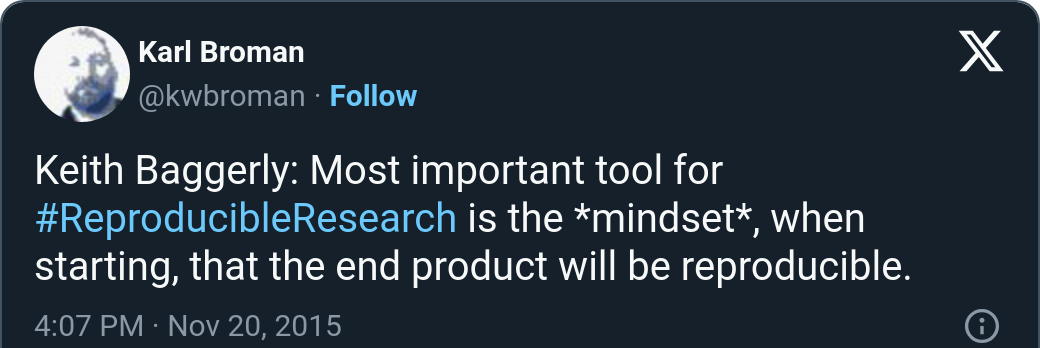 Karl Broman
@kwbroman · Follow
Keith Baggerly: Most important tool for
#ReproducibleResearch is the *mindset*, when
starting, that the end product will be reproducible.
4:07 PM · Nov 20, 2015